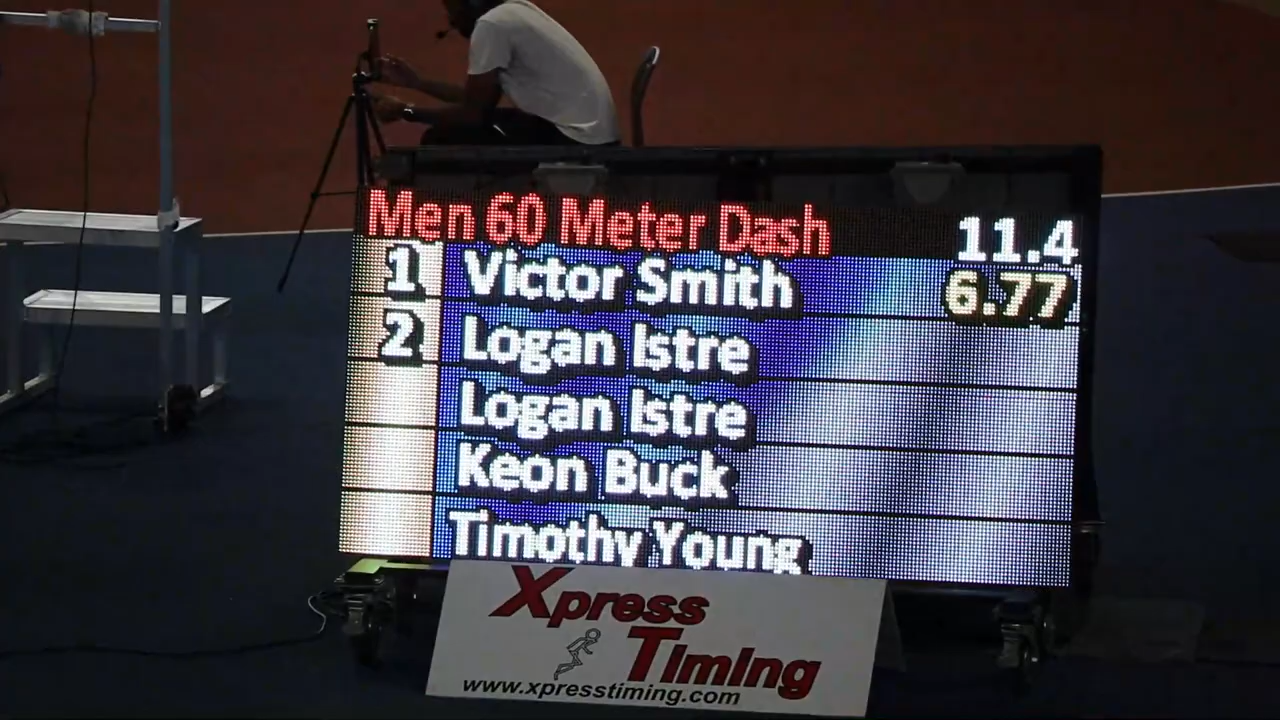 Men 60 Meter Dash 11.4
1 Victor Smith 6.77
2 Logan Istre
Logan Istre
Keon Buck
Timothy Young
Xpress
Timing
www.xpresstiming.com